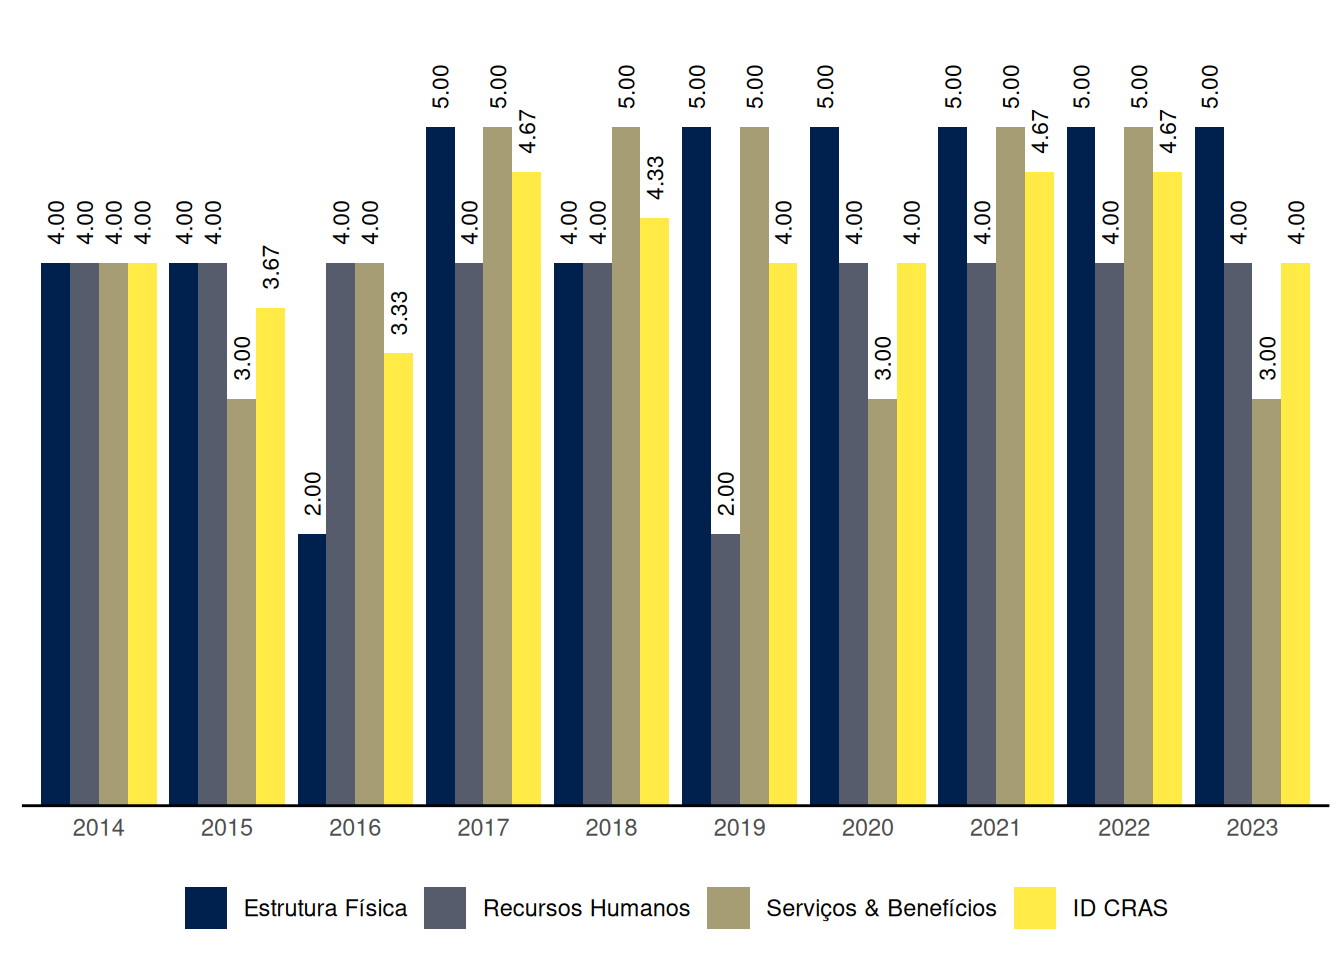 5.00 5.00 5.00 5.00 5.00 5.00 5.00 5.00 5.00 5.00 5.00
4.67 4.67 4.67
4.33
4.00 4.00 4.00 4.00 4.00 4.00 4.00 4.00 4.00 4.00 4.00 4.00 4.00 4.00 4.00 4.00 4.00 4.00
3.67
3.33
3.00 3.00 3.00
2.00 2.00
2014 2015 2016 2017 2018 2019 2020 2021 2022 2023
Estrutura Física Recursos Humanos Serviços & Benefícios ID CRAS